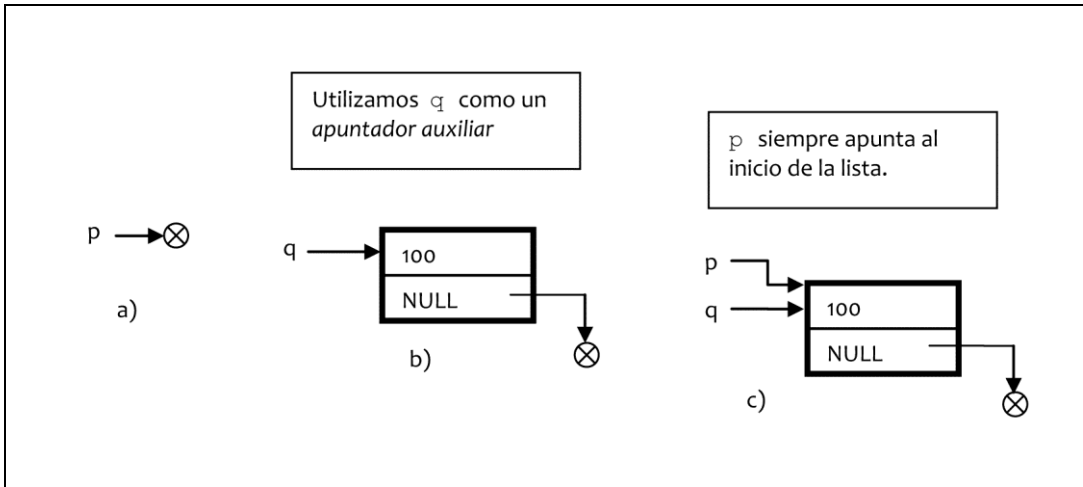 Utilizamos q como un
apuntador auxiliar
p siempre apunta al
inicio de la lista.
p
a)
q
100
NULL
b)
p
q
100
NULL
c)